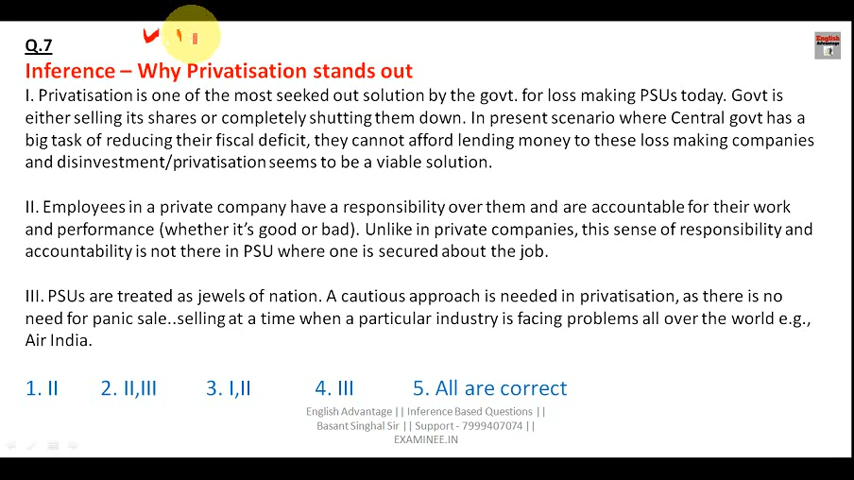 Q.7
English
Advantage
Inference – Why Privatisation stands out
I. Privatisation is one of the most seeked out solution by the govt. for loss making PSUs today. Govt is
either selling its shares or completely shutting them down. In present scenario where Central govt has a
big task of reducing their fiscal deficit, they cannot afford lending money to these loss making companies
and disinvestment/privatisation seems to be a viable solution.
II. Employees in a private company have a responsibility over them and are accountable for their work
and performance (whether it's good or bad). Unlike in private companies, this sense of responsibility and
accountability is not there in PSU where one is secured about the job.
III. PSUs are treated as jewels of nation. A cautious approach is needed in privatisation, as there is no
need for panic sale..selling at a time when a particular industry is facing problems all over the world e.g.,
Air India.
1. II 2. II,III 3. I,II 4. III 5. All are correct
English Advantage || Inference Based Questions ||
Basant Singhal Sir || Support - 7999407074 ||
EXAMINEE.IN